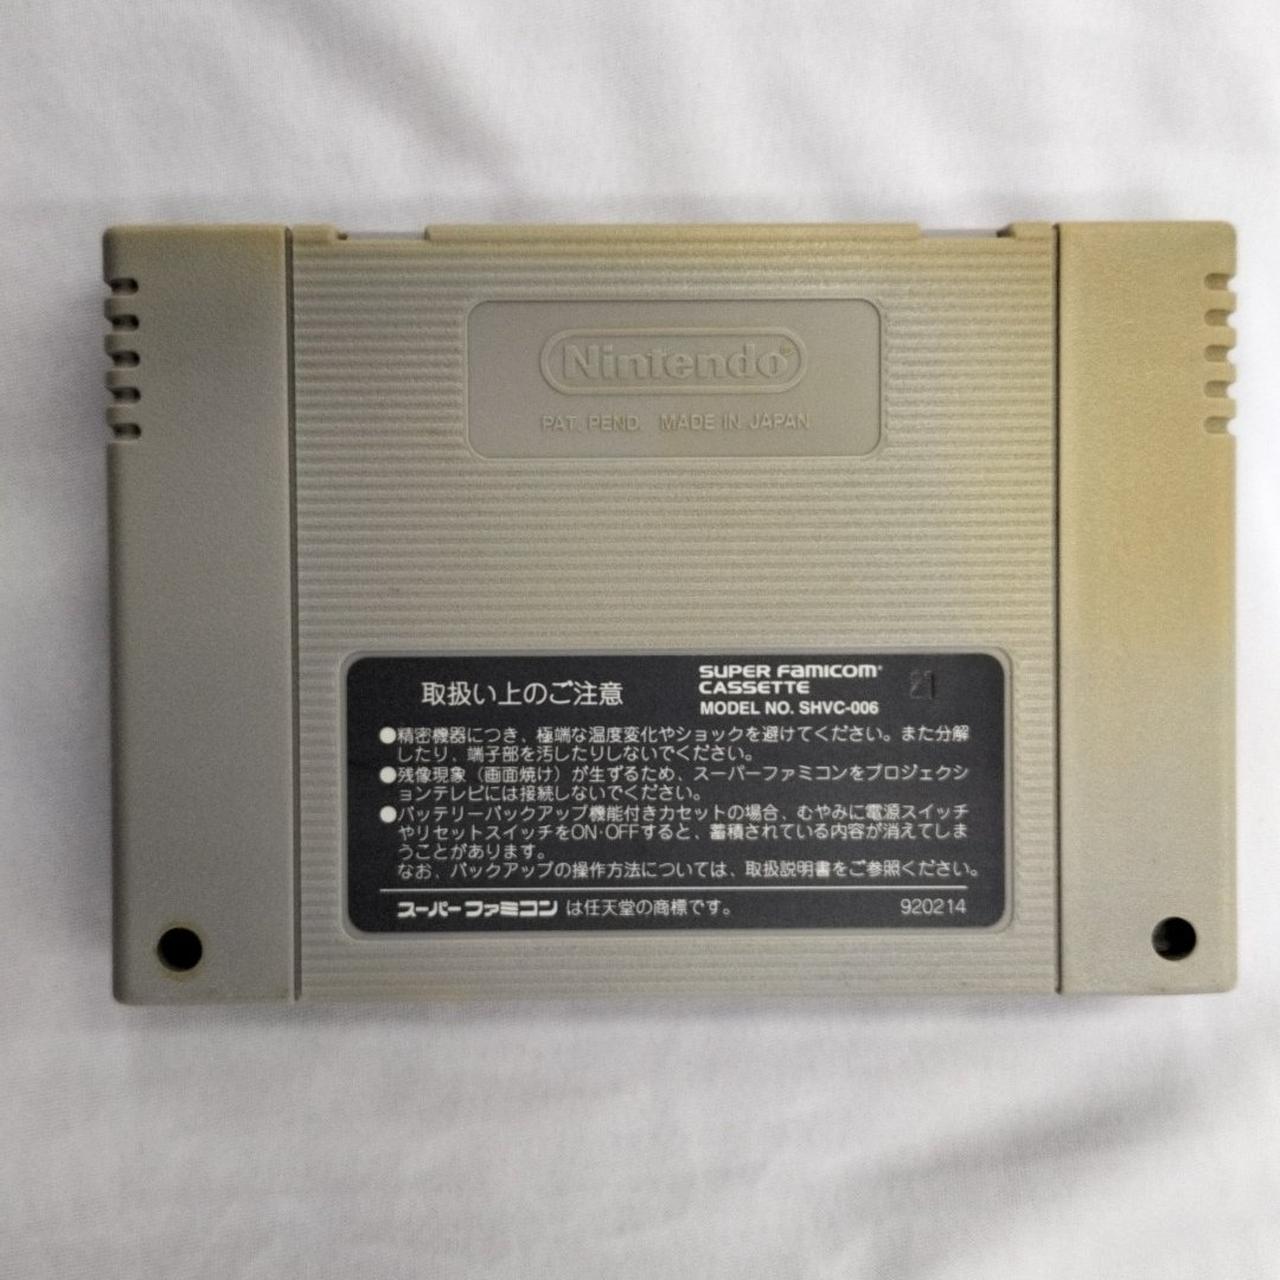 Nintendo®
PAT. PEND. MADE IN JAPAN
取扱い上のご注意
SUPER FAMICOM
CASSETTE
MODEL NO. SHVC-006
21
●精密機器につき、極端な温度変化やショックを避けてください。また分解
したり、端子部を汚したりしないでください。
●残像現象（画面焼け）が生ずるため、スーパーファミコンをプロジェクシ
ョンテレビには接続しないでください。
●バッテリーバックアップ機能付きカセットの場合、むやみに電源スイッチ
やリセットスイッチをON・OFFすると、蓄積されている内容が消えてしま
うことがあります。
なお、バックアップの操作方法については、取扱説明書をご参照ください。
スーパーファミコン は任天堂の商標です。
920214